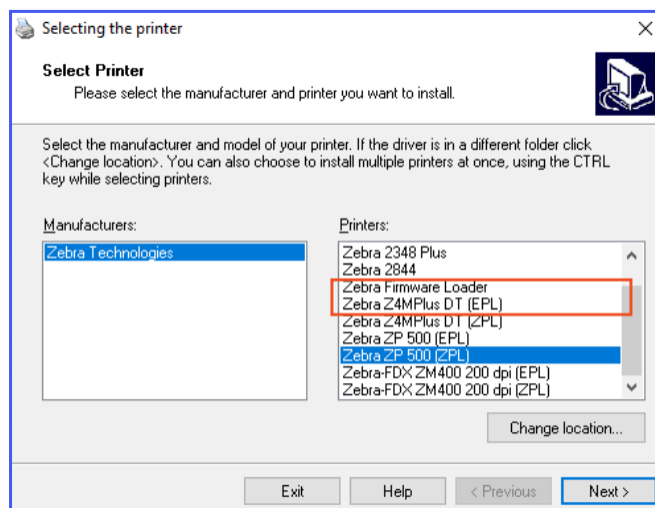 Selecting the printer
Select Printer
Please select the manufacturer and printer you want to install.
Select the manufacturer and model of your printer. If the driver is in a different folder click
<Change location>. You can also choose to install multiple printers at once, using the CTRL
key while selecting printers.
Manufacturers:
Zebra Technologies
Printers:
Zebra 2348 Plus
Zebra 2844
Zebra Firmware Loader
Zebra Z4MPlus DT (EPL)
Zebra Z4MPlus DT (ZPL)
Zebra ZP 500 (EPL)
Zebra ZP 500 (ZPL)
Zebra-FDX ZM400 200 dpi (EPL)
Zebra-FDX ZM400 200 dpi (ZPL)
Change location...
Exit
Help
< Previous
Next >